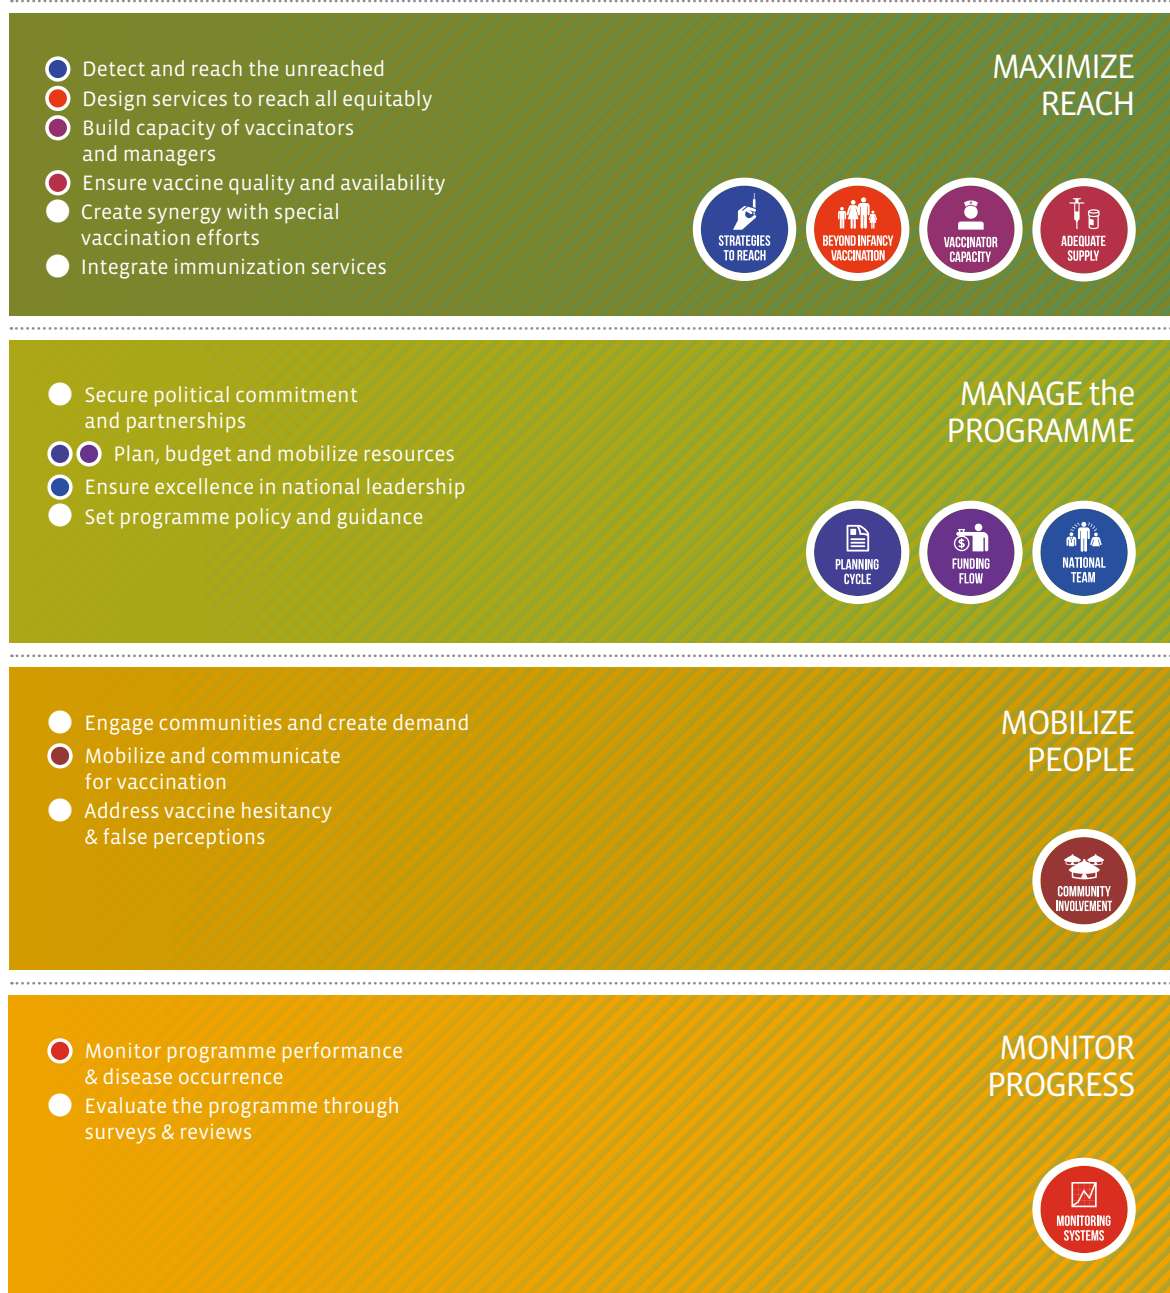 Detect and reach the unreached
Design services to reach all equitably
Build capacity of vaccinators
and managers
Ensure vaccine quality and availability
Create synergy with special
vaccination efforts
Integrate immunization services
MAXIMIZE
REACH
STRATEGIES
TO REACH
BEYOND INFANCY
VACCINATION
VACCINATOR
CAPACITY
ADEQUATE
SUPPLY
Secure political commitment
and partnerships
Plan, budget and mobilize resources
Ensure excellence in national leadership
Set programme policy and guidance
MANAGE the
PROGRAMME
PLANNING
CYCLE
$
FUNDING
FLOW
NATIONAL
TEAM
Engage communities and create demand
Mobilize and communicate
for vaccination
Address vaccine hesitancy
& false perceptions
MOBILIZE
PEOPLE
COMMUNITY
INVOLVEMENT
Monitor programme performance
& disease occurrence
Evaluate the programme through
surveys & reviews
MONITOR
PROGRESS
MONITORING
SYSTEMS